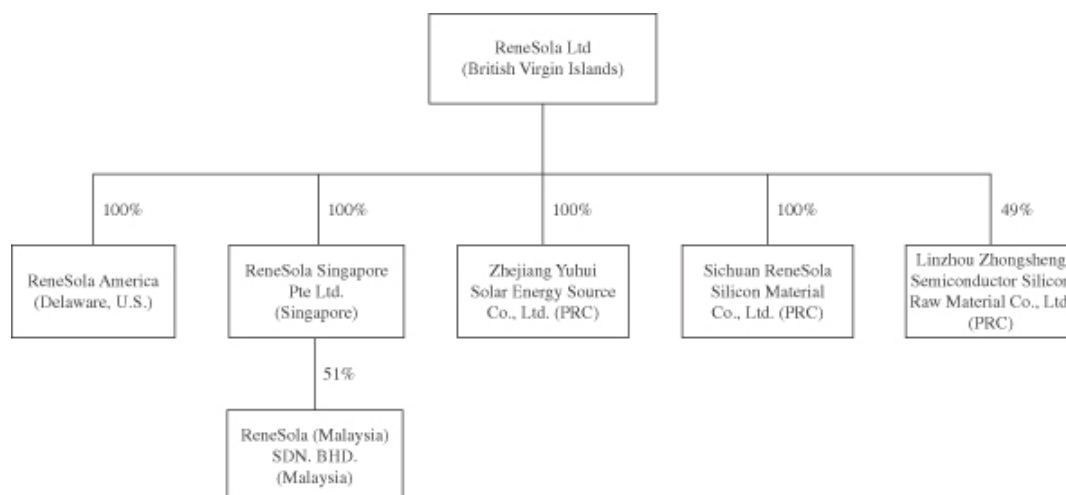 ReneSola Ltd
(British Virgin Islands)
100%
100%
100%
100%
49%
ReneSola America
(Delaware, U.S.)
ReneSola Singapore
Pte Ltd.
(Singapore)
Zhejiang Yuhui
Solar Energy Source
Co., Ltd. (PRC)
Sichuan ReneSola
Silicon Material
Co., Ltd. (PRC)
Linzhou Zhongsheng
Semiconductor Silicon
Raw Material Co., Ltd
(PRC)
51%
ReneSola (Malaysia)
SDN. BHD.
(Malaysia)